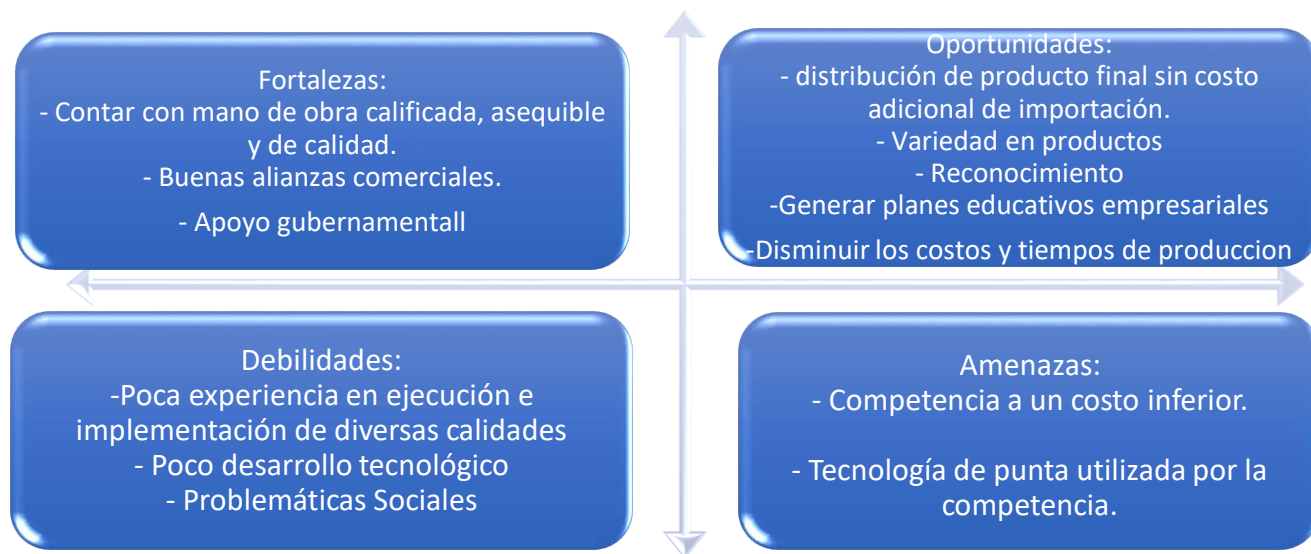 Fortalezas:
- Contar con mano de obra calificada, asequible
y de calidad.
- Buenas alianzas comerciales.
- Apoyo gubernamentall
Oportunidades:
- distribución de producto final sin costo
adicional de importación.
- Variedad en productos
- Reconocimiento
-Generar planes educativos empresariales
-Disminuir los costos y tiempos de produccion
Debilidades:
-Poca experiencia en ejecución e
implementación de diversas calidades
- Poco desarrollo tecnológico
- Problemáticas Sociales
Amenazas:
- Competencia a un costo inferior.
- Tecnología de punta utilizada por la
competencia.